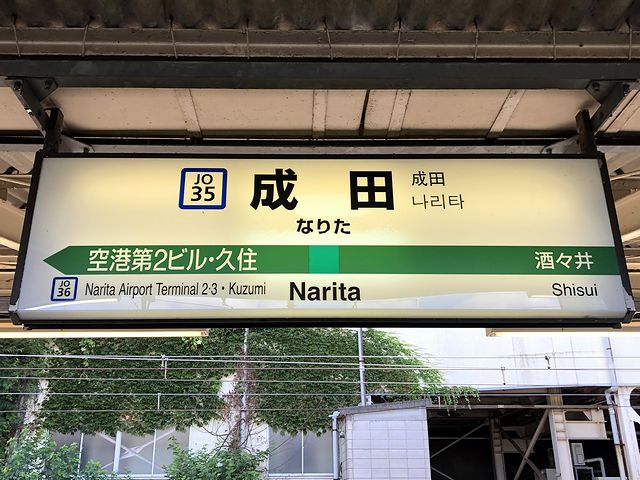 JO
35
成田
成田
나리타
なりた
空港第2ビル・久住
酒々井
JO
36
Narita Airport Terminal 2・3・Kuzumi
Narita
Shisui